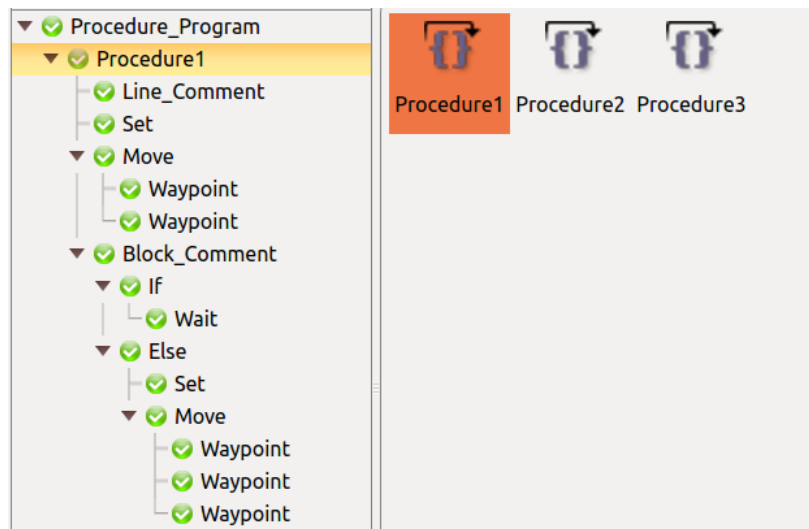 Procedure_Program
Procedure1
Line_Comment
Set
Move
Waypoint
Waypoint
Block_Comment
If
Wait
Else
Set
Move
Waypoint
Waypoint
Waypoint
{} {} {}
Procedure1 Procedure2 Procedure3